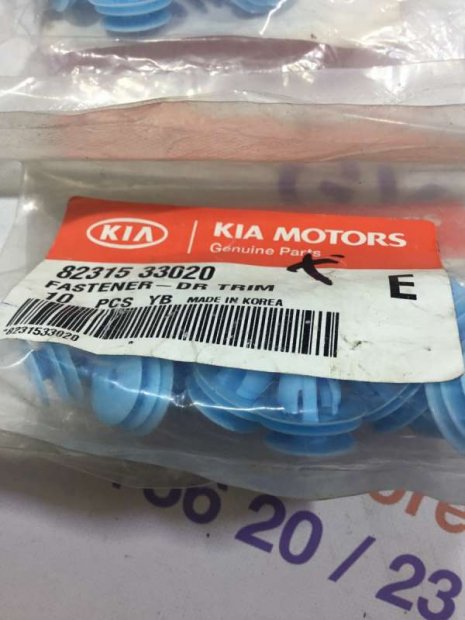 KIA
KIA MOTORS
Genuine Parts
82315 33020
E
FASTENER-DR TRIM
10 PCS YB MADE IN KOREA
*8231533020
ore
06 20 / 23